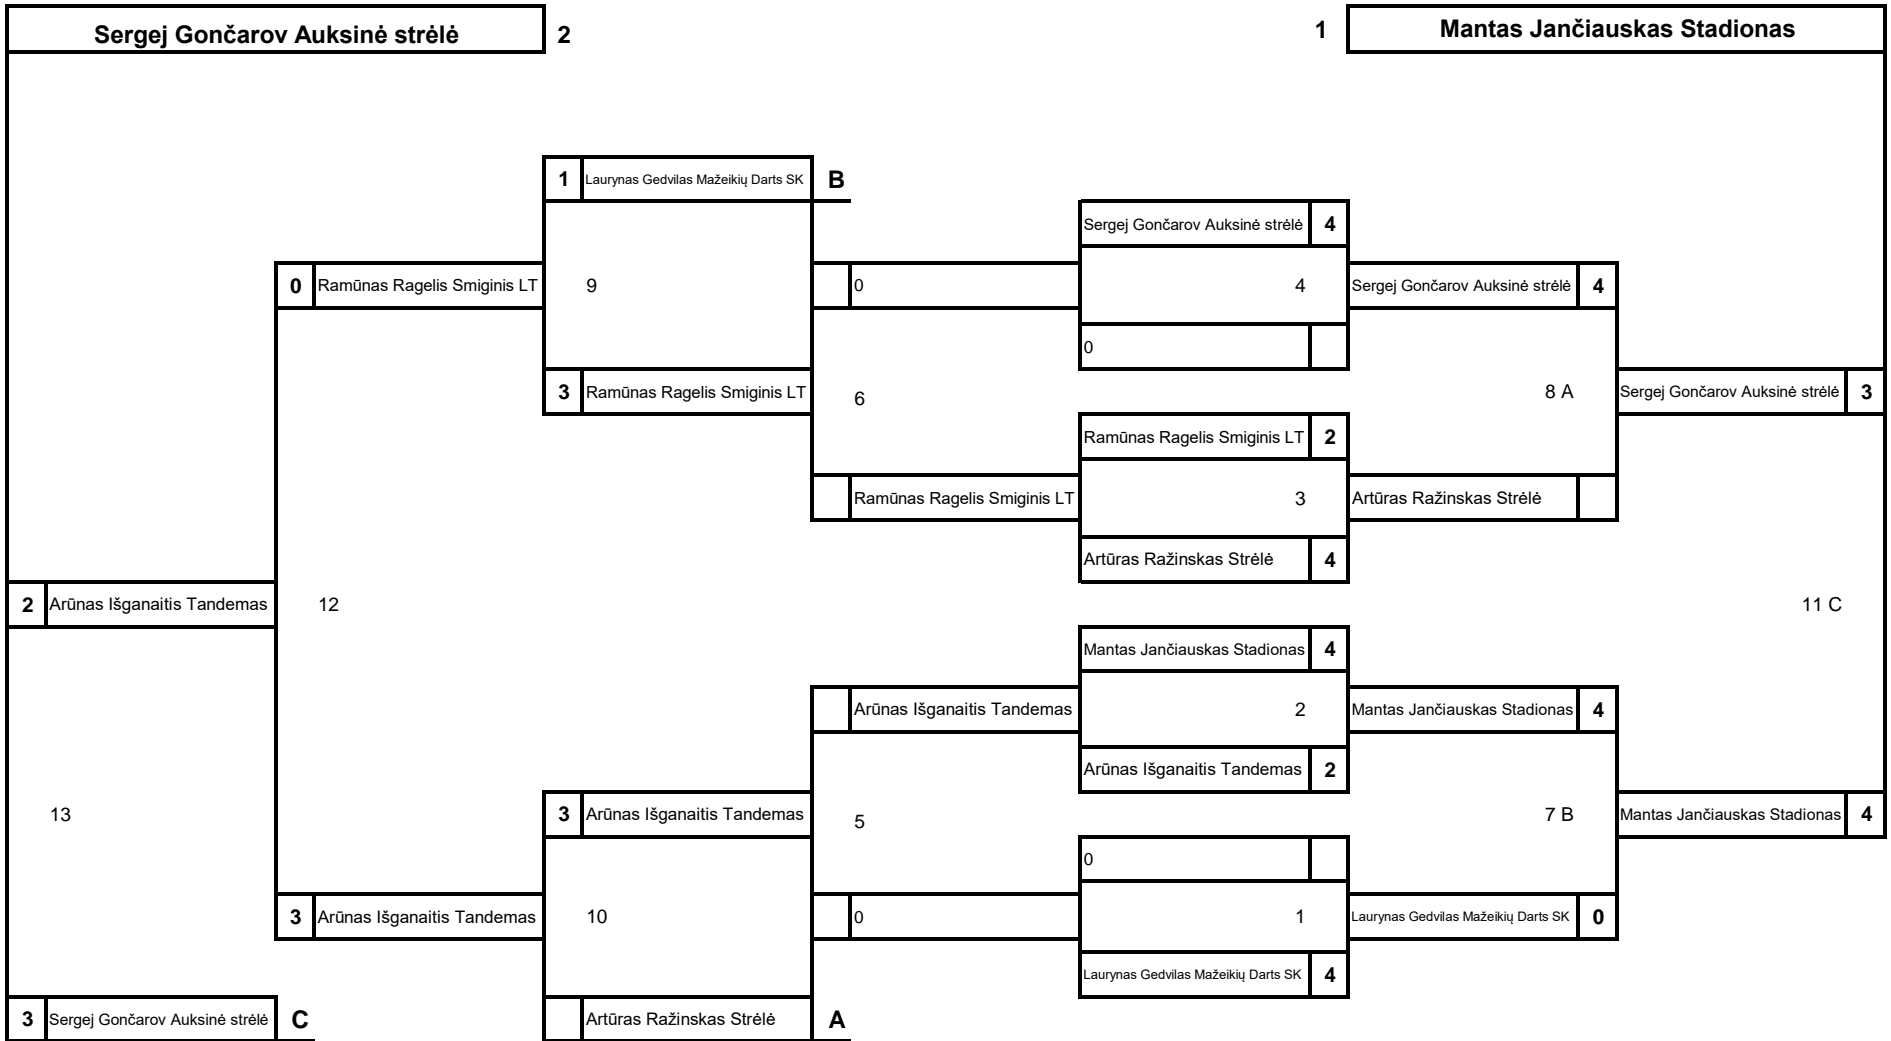 Sergej Gončarov Auksinė strėlė 2 1 Mantas Jančiauskas Stadionas
1 Laurynas Gedvilas Mažeikių Darts SK B
Sergej Gončarov Auksinė strėlė 4
0 Ramūnas Ragelis Smiginis LT 9 0 4 Sergej Gončarov Auksinė strėlė 4
0
3 Ramūnas Ragelis Smiginis LT 6 8 A Sergej Gončarov Auksinė strėlė 3
Ramūnas Ragelis Smiginis LT 2
Ramūnas Ragelis Smiginis LT 3 Artūras Ražinskas Strėlė
Artūras Ražinskas Strėlė 4
2 Arūnas Išganaitis Tandemas 12 11 C
Mantas Jančiauskas Stadionas 4
Arūnas Išganaitis Tandemas 2 Mantas Jančiauskas Stadionas 4
Arūnas Išganaitis Tandemas 2
13 3 Arūnas Išganaitis Tandemas 5 7 B Mantas Jančiauskas Stadionas 4
0
3 Arūnas Išganaitis Tandemas 10 0 1 Laurynas Gedvilas Mažeikių Darts SK 0
Laurynas Gedvilas Mažeikių Darts SK 4
3 Sergej Gončarov Auksinė strėlė C Artūras Ražinskas Strėlė A